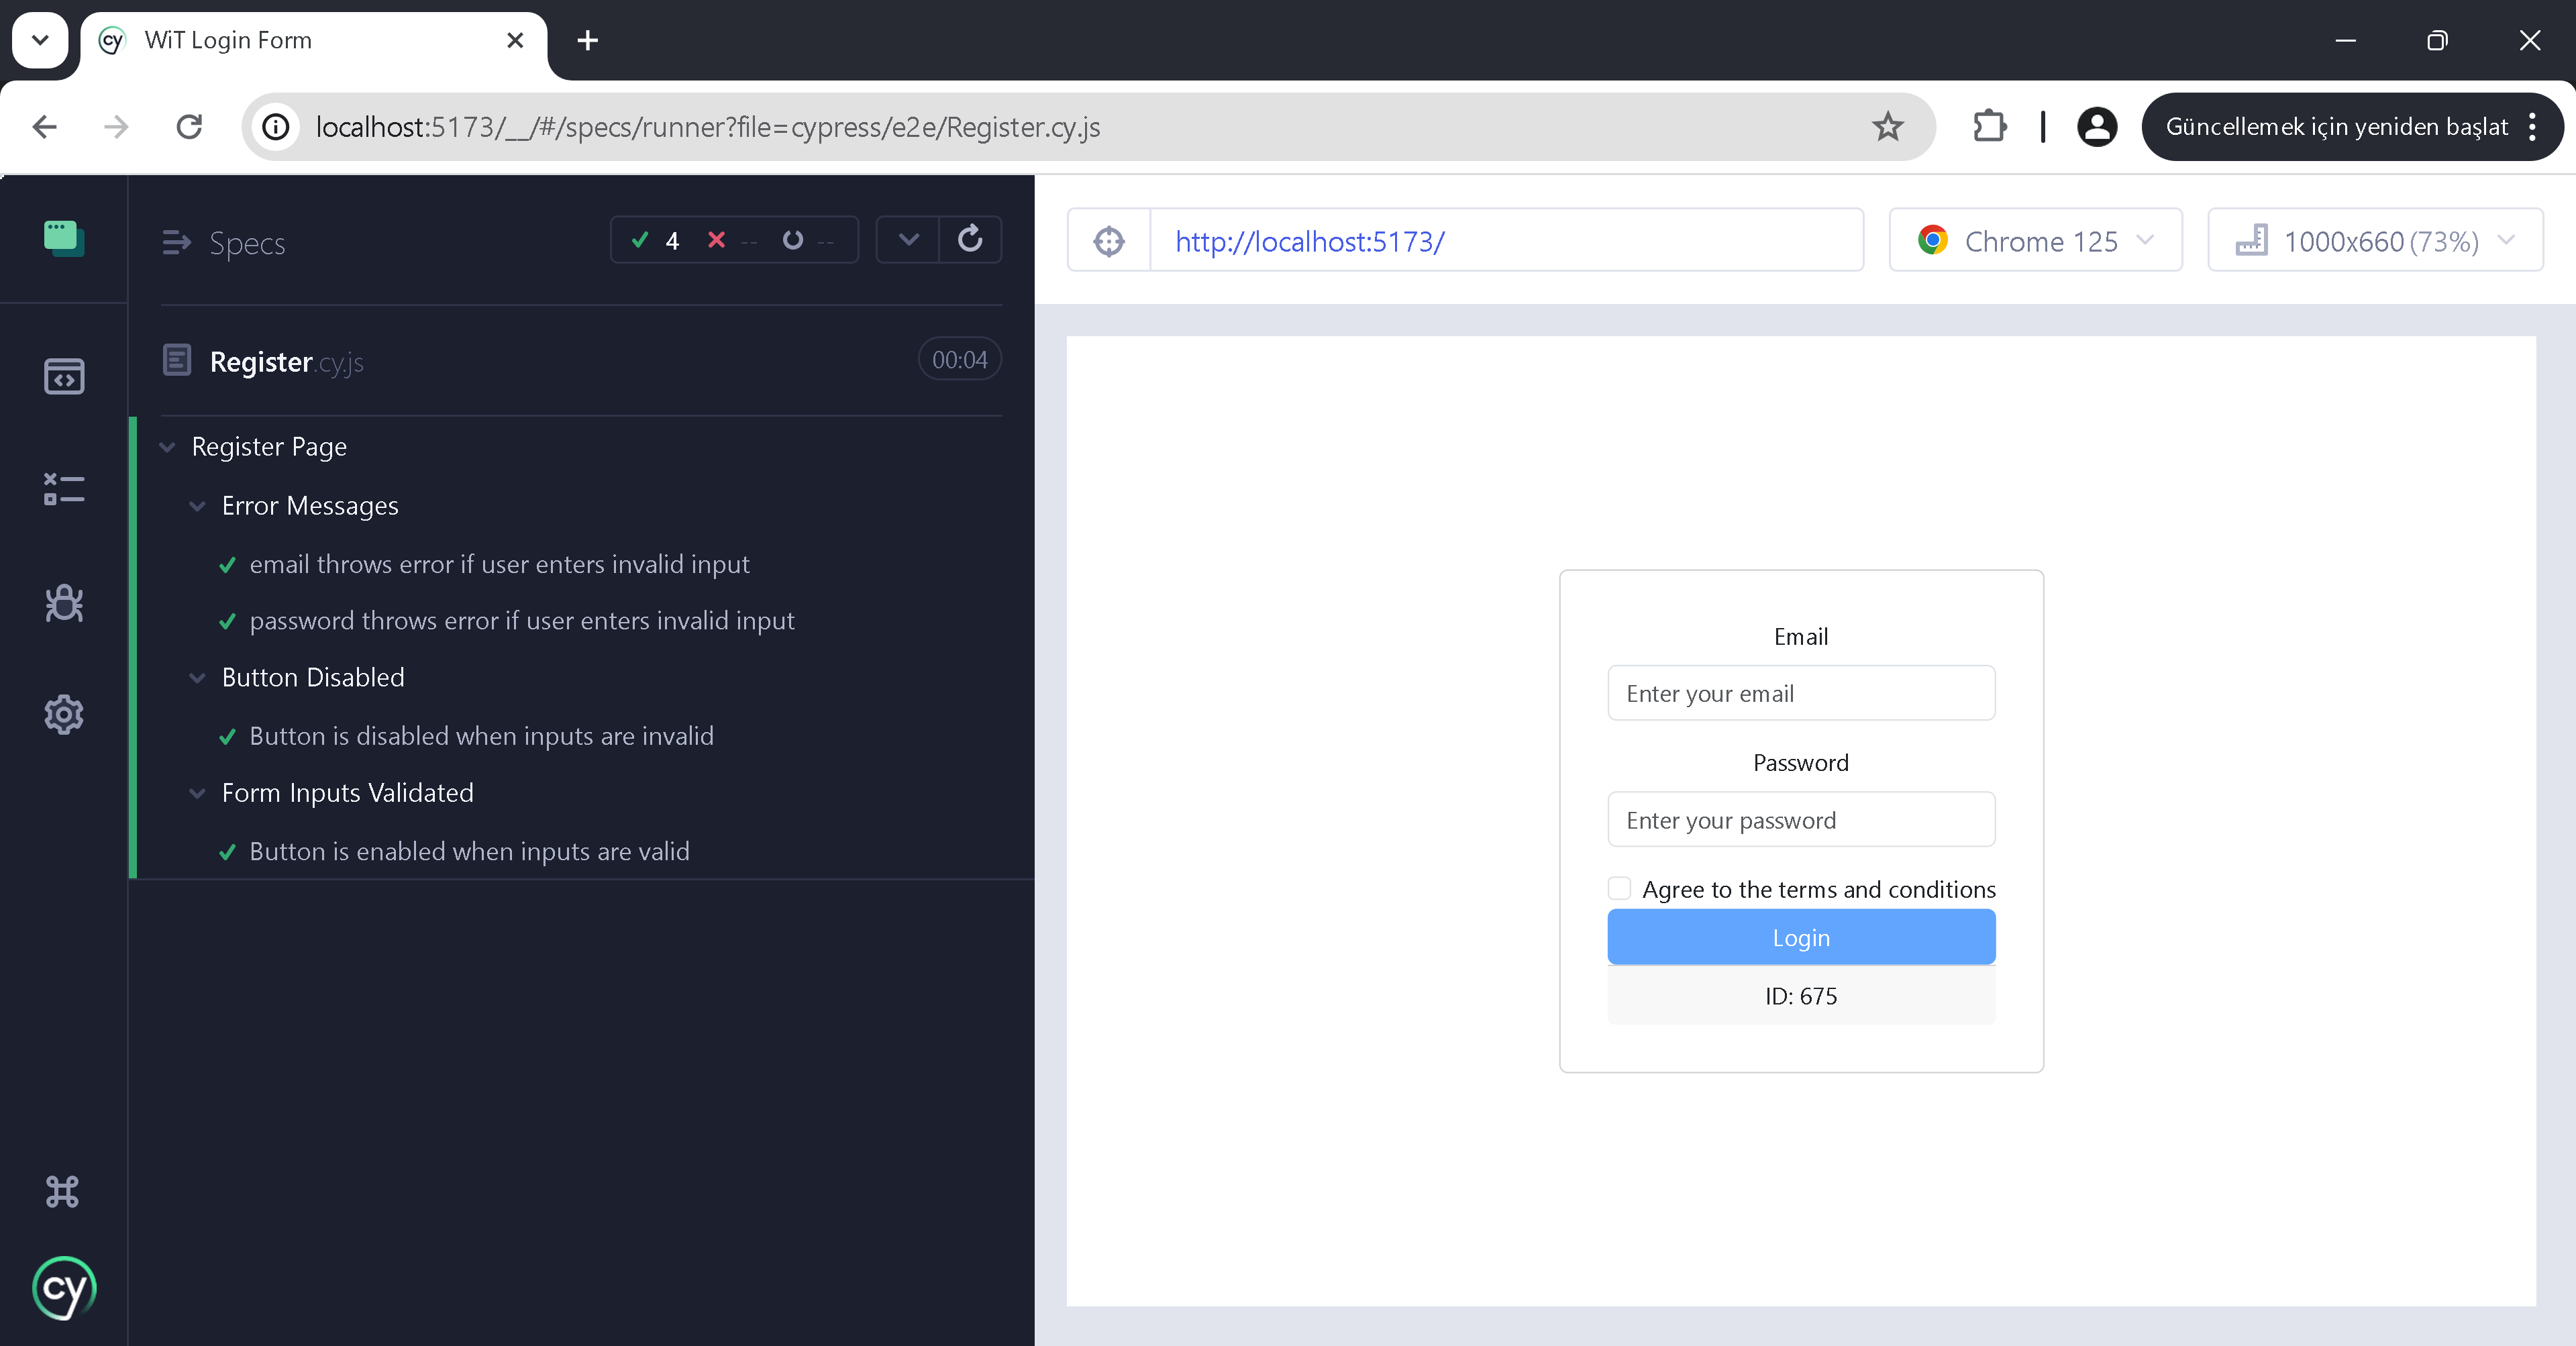 WiT Login Form
localhost:5173/__/#/specs/runner?file=cypress/e2e/Register.cy.js
Güncellemek için yeniden başlat
Specs
4 -- --
http://localhost:5173/
Chrome 125
1000x660 (73%)
Register.cy.js
00:04
Register Page
Error Messages
email throws error if user enters invalid input
password throws error if user enters invalid input
Button Disabled
Button is disabled when inputs are invalid
Form Inputs Validated
Button is enabled when inputs are valid
Email
Enter your email
Password
Enter your password
Agree to the terms and conditions
Login
ID: 675
cy